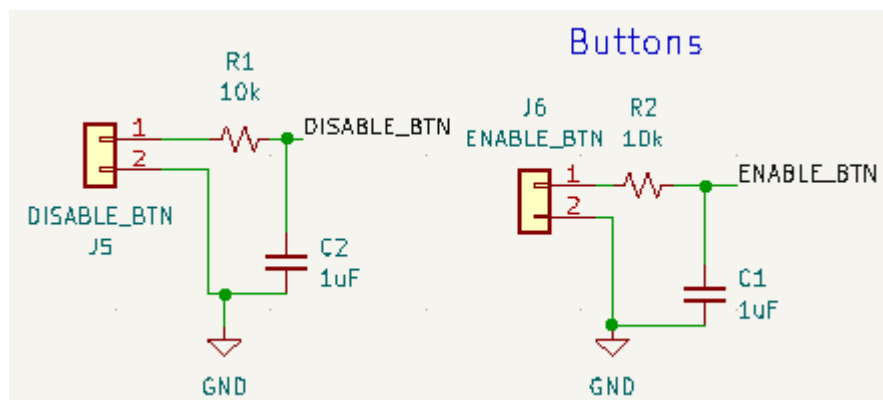 Buttons
R1
10k
1
2
DISABLE_BTN
DISABLE_BTN
J5
C2
1uF
GND
J6
ENABLE_BTN
R2
10k
1
2
ENABLE_BTN
C1
1uF
GND